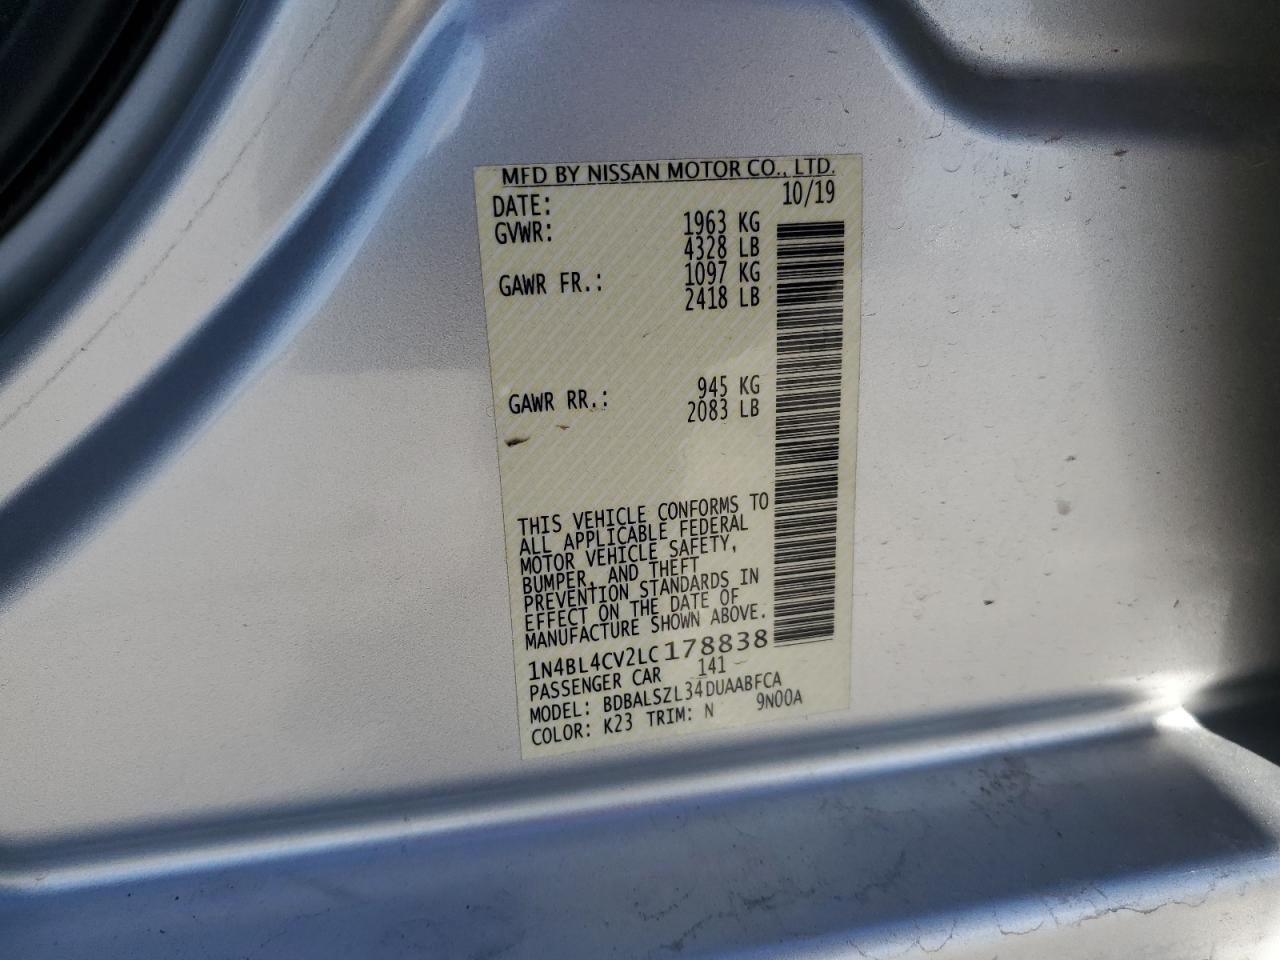 MFD BY NISSAN MOTOR CO., LTD.
DATE: 10/19
GVWR: 1963 KG
4328 LB
GAWR FR.: 1097 KG
2418 LB
GAWR RR.: 945 KG
2083 LB
THIS VEHICLE CONFORMS TO
ALL APPLICABLE FEDERAL
MOTOR VEHICLE SAFETY,
BUMPER, AND THEFT
PREVENTION STANDARDS IN
EFFECT ON THE DATE OF
MANUFACTURE SHOWN ABOVE.
1N4BL4CV2LC178838
PASSENGER CAR 141
MODEL: BDBALSZL34DUAABFCA
COLOR: K23 TRIM: N 9N00A